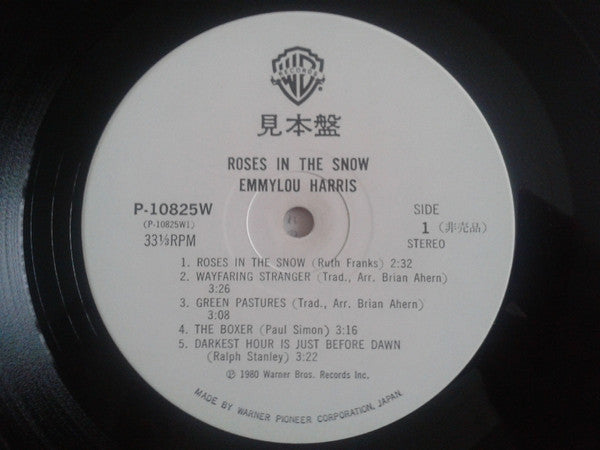 WB
RECORDS
®
見本盤
ROSES IN THE SNOW
EMMYLOU HARRIS
P-10825W
(P-10825W1)
33⅓RPM
SIDE
1 (非売品)
STEREO
1. ROSES IN THE SNOW (Ruth Franks) 2:32
2. WAYFARING STRANGER (Trad., Arr. Brian Ahern)
3:26
3. GREEN PASTURES (Trad., Arr. Brian Ahern)
3:08
4. THE BOXER (Paul Simon) 3:16
5. DARKEST HOUR IS JUST BEFORE DAWN
(Ralph Stanley) 3:22
℗ 1980 Warner Bros. Records Inc.
MADE BY WARNER PIONEER CORPORATION, JAPAN.